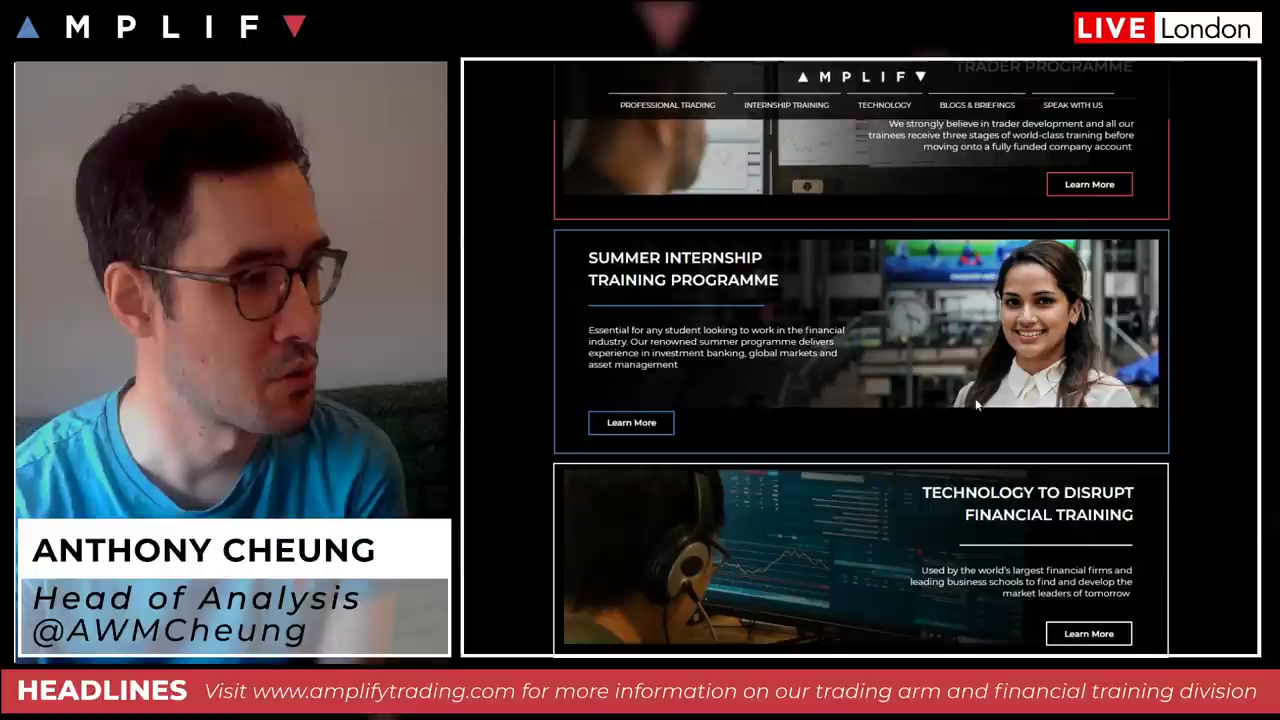 AMPLIFY
LIVE London
TRADER PROGRAMME
AMPLIFY
PROFESSIONAL TRADING
INTERNSHIP TRAINING
TECHNOLOGY
BLOGS & BRIEFINGS
SPEAK WITH US
We strongly believe in trader development and all our
trainees receive three stages of world-class training before
moving onto a fully funded company account
Learn More
SUMMER INTERNSHIP
TRAINING PROGRAMME
Essential for any student looking to work in the financial
industry. Our renowned summer programme delivers
experience in investment banking, global markets and
asset management
Learn More
TECHNOLOGY TO DISRUPT
FINANCIAL TRAINING
Used by the world's largest financial firms and
leading business schools to find and develop the
market leaders of tomorrow
Learn More
ANTHONY CHEUNG
Head of Analysis
@AWMCheung
HEADLINES Visit www.amplifytrading.com for more information on our trading arm and financial training division